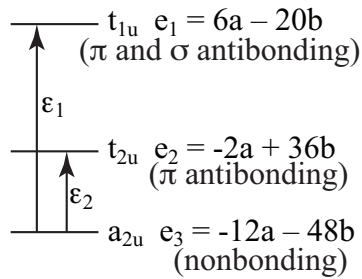 t₁ᵤ e₁ = 6a – 20b
(π and σ antibonding)
ε₁
t₂ᵤ e₂ = -2a + 36b
(π antibonding)
ε₂
a₂ᵤ e₃ = -12a – 48b
(nonbonding)